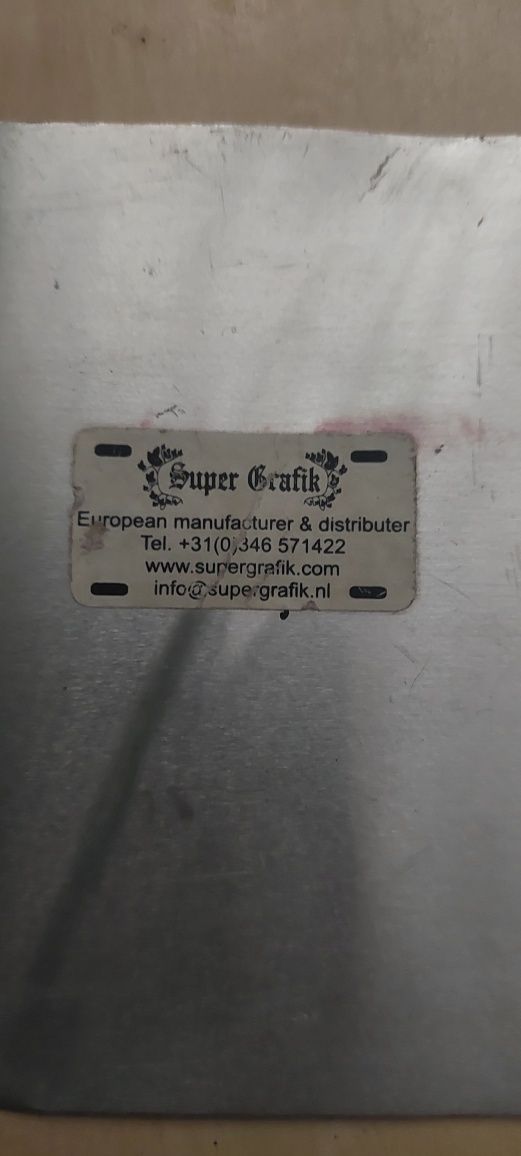 Super Grafik
European manufacturer & distributer
Tel. +31(0)346 571422
www.supergrafik.com
info@supergrafik.nl